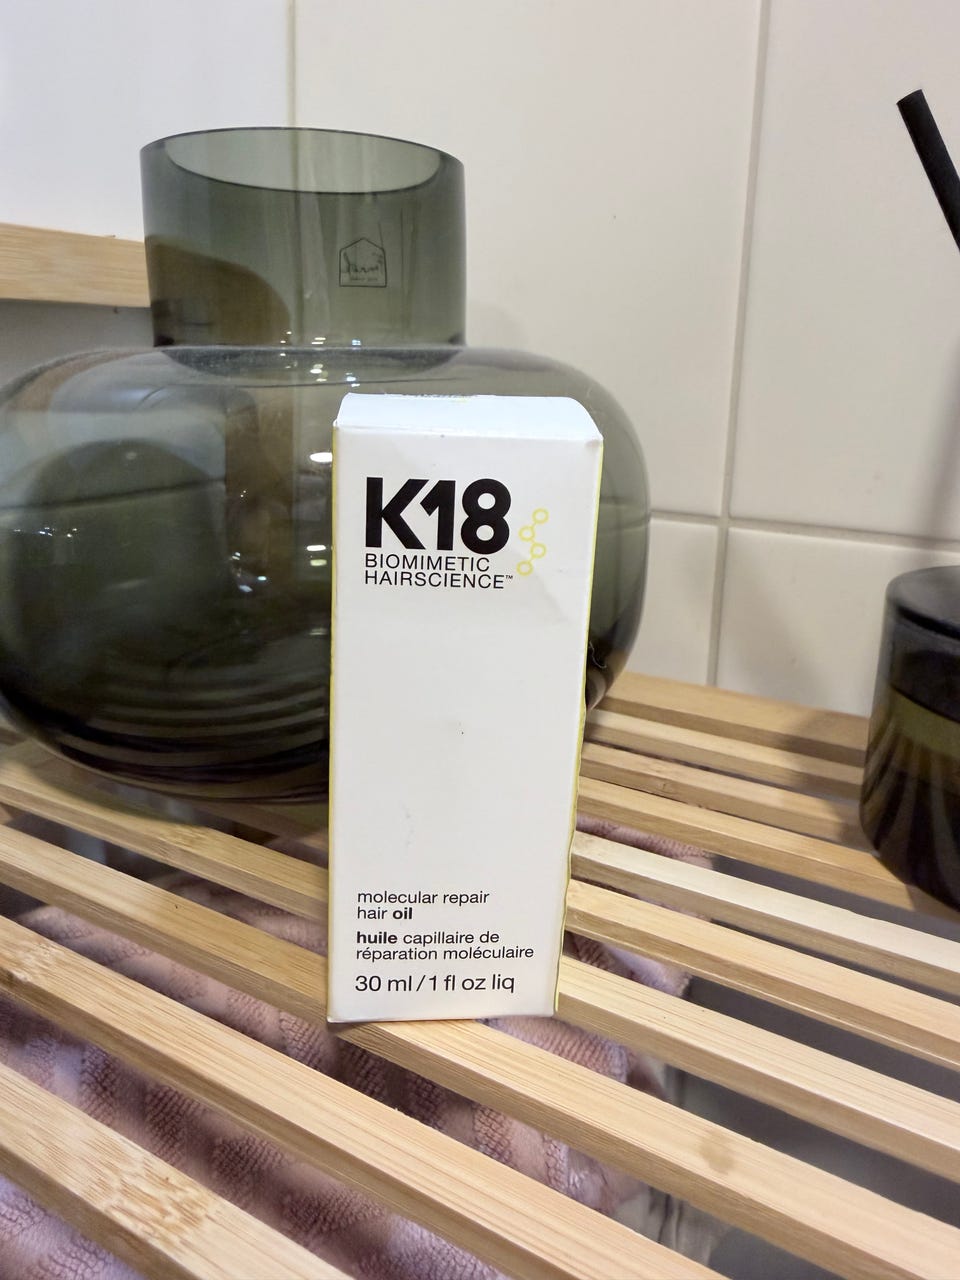 K18
BIOMIMETIC
HAIRSCIENCE™
molecular repair
hair oil
huile capillaire de
réparation moléculaire
30 ml/1 fl oz liq